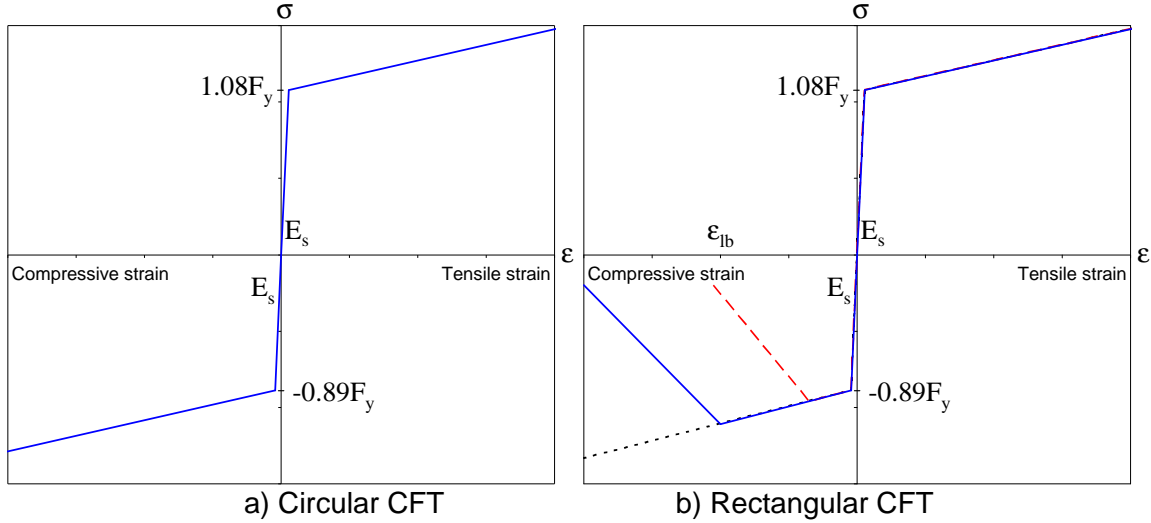 σ
σ
1.08F_y
1.08F_y
E_s
ε
E_s
ε_lb
ε
Compressive strain
Tensile strain
Compressive strain
Tensile strain
E_s
E_s
-0.89F_y
-0.89F_y
a) Circular CFT
b) Rectangular CFT